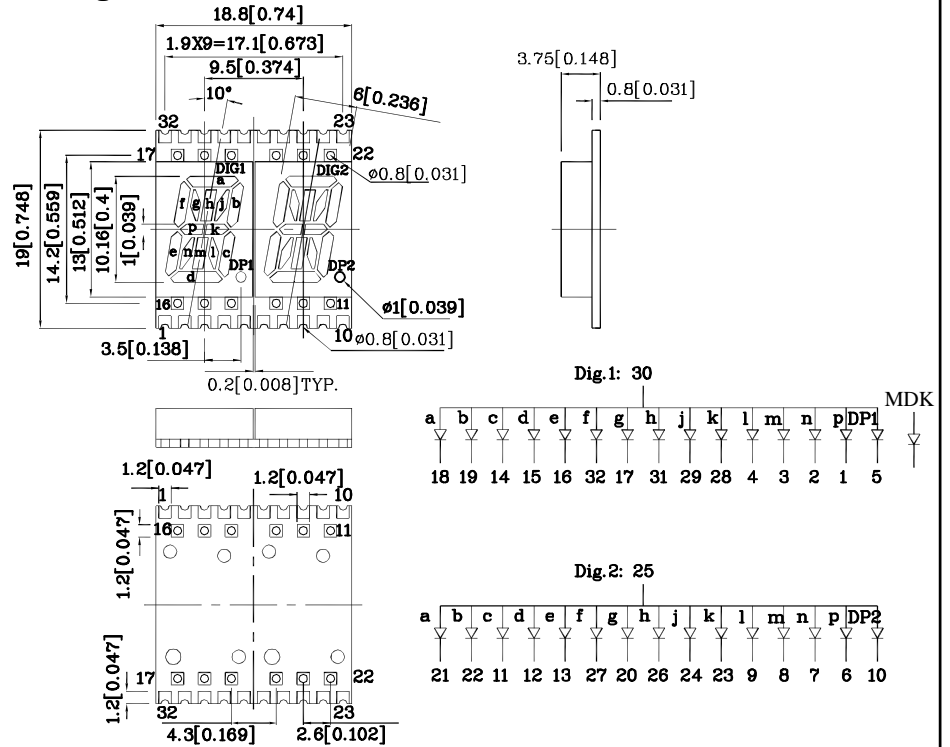 18.8[0.74]
1.9X9=17.1[0.673]
9.5[0.374]
10°
6[0.236]
3.75[0.148]
0.8[0.031]
32 23
17 22
DIG1 DIG2
ø0.8[0.031]
a
f g h j b
p k
e n m l c
d
DP1 DP2
19[0.748]
14.2[0.559]
13[0.512]
10.16[0.4]
1[0.039]
16 11
ø1[0.039]
1 10
ø0.8[0.031]
3.5[0.138]
0.2[0.008]TYP.
Dig.1: 30
MDK
a b c d e f g h j k l m n p DP1
18 19 14 15 16 32 17 31 29 28 4 3 2 1 5
1.2[0.047] 1.2[0.047]
1 10
16 11
1.2[0.047]
Dig.2: 25
a b c d e f g h j k l m n p DP2
21 22 11 12 13 27 20 26 24 23 9 8 7 6 10
1.2[0.047]
17 22
32 23
4.3[0.169] 2.6[0.102]